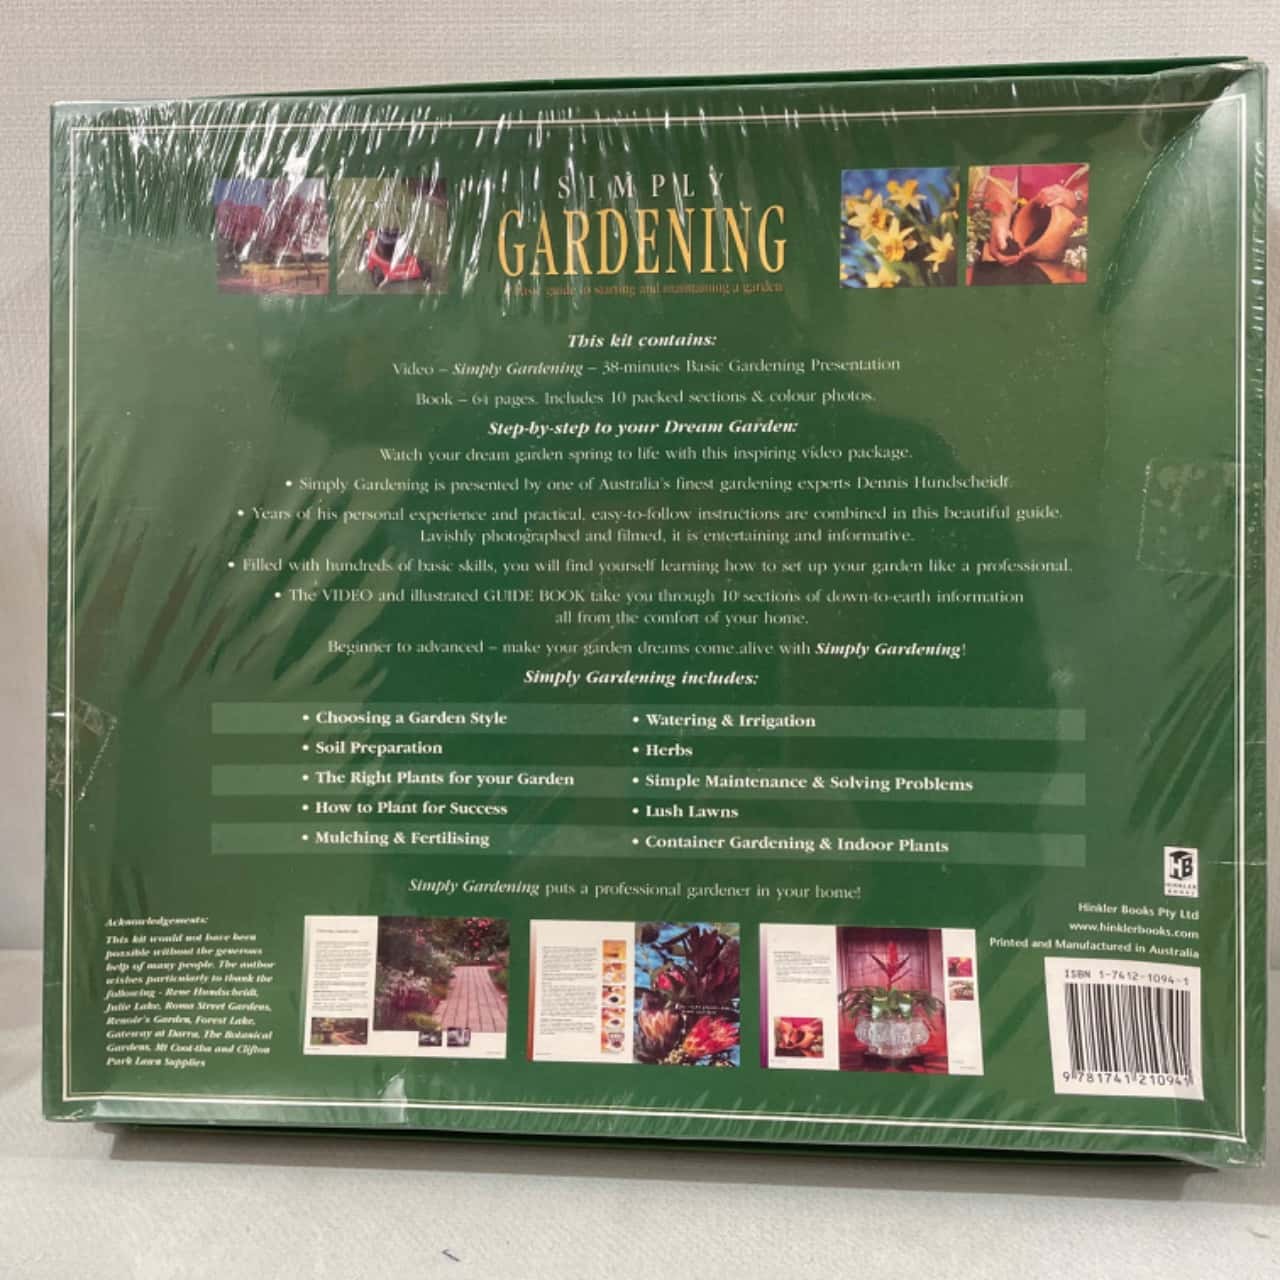 SIMPLY
GARDENING
Basic guide to starting and maintaining a garden
This kit contains:
Video – Simply Gardening – 38-minutes Basic Gardening Presentation
Book – 64 pages. Includes 10 packed sections & colour photos.
Step-by-step to your Dream Garden:
Watch your dream garden spring to life with this inspiring video package.
• Simply Gardening is presented by one of Australia's finest gardening experts Dennis Hundscheidt.
• Years of his personal experience and practical, easy-to-follow instructions are combined in this beautiful guide.
Lavishly photographed and filmed, it is entertaining and informative.
• Filled with hundreds of basic skills, you will find yourself learning how to set up your garden like a professional.
• The VIDEO and illustrated GUIDE BOOK take you through 10 sections of down-to-earth information
all from the comfort of your home.
Beginner to advanced – make your garden dreams come alive with Simply Gardening!
Simply Gardening includes:
• Choosing a Garden Style
• Soil Preparation
• The Right Plants for your Garden
• How to Plant for Success
• Mulching & Fertilising
• Watering & Irrigation
• Herbs
• Simple Maintenance & Solving Problems
• Lush Lawns
• Container Gardening & Indoor Plants
Simply Gardening puts a professional gardener in your home!
Acknowledgements:
This kit would not have been
possible without the generous
help of many people. The author
wishes particularly to thank the
following - Rene Hundscheidt,
Julie Lake, Roma Street Gardens,
Renoir's Garden, Forest Lake,
Gateway at Darra, The Botanical
Gardens, Mt Coot-tha and Clifton
Park Lawn Supplies
HB
HINKLER
BOOKS
Hinkler Books Pty Ltd
www.hinklerbooks.com
Printed and Manufactured in Australia
ISBN 1-7412-1094-1
9 781741 210941